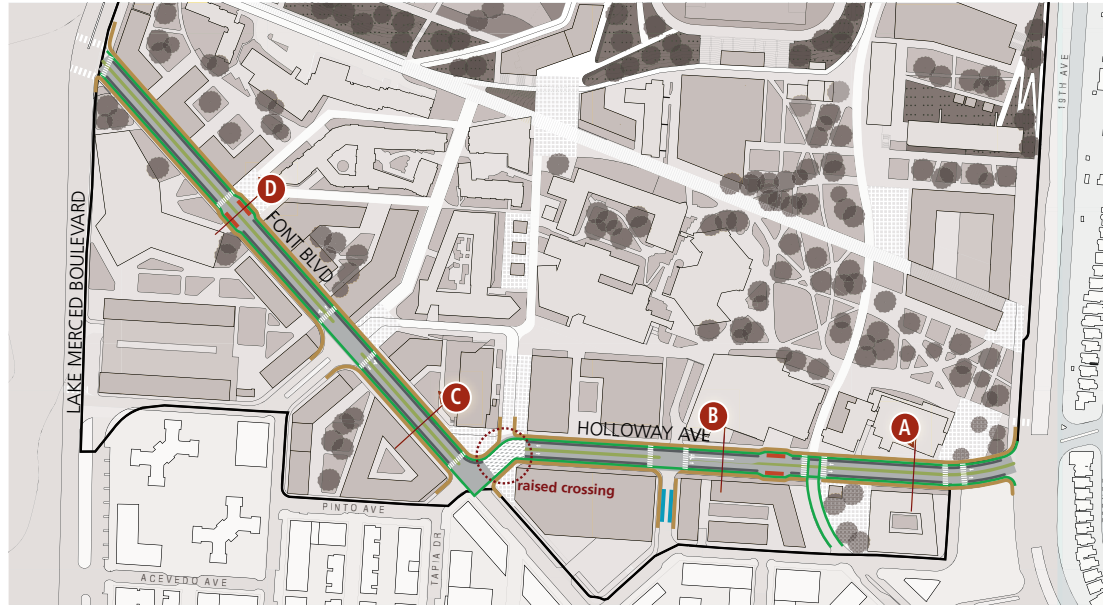 19TH AVE
D
FONT BLVD
LAKE MERCED BOULEVARD
C
B
HOLLOWAY AVE
A
raised crossing
PINTO AVE
TAPIA DR
ACEVEDO AVE